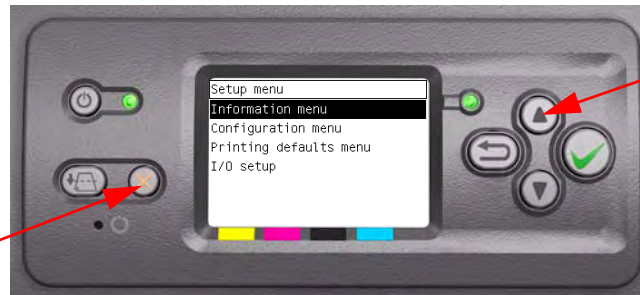 Setup menu
Information menu
Configuration menu
Printing defaults menu
I/O setup